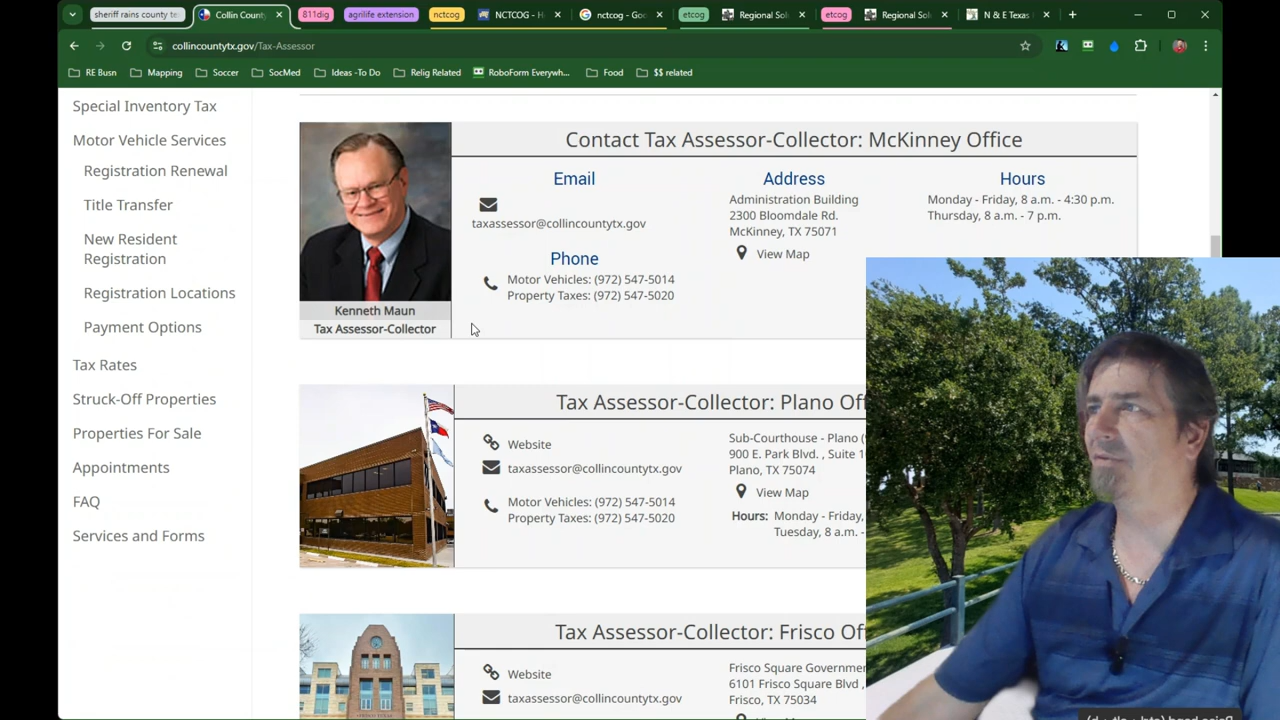 sheriff rains county te
Collin County
811dig
agrilife extension
nctcog
NCTCOG - H
nctcog - Goo
etcog
Regional Sol
etcog
Regional Sol
N & E Texas
collincountytx.gov/Tax-Assessor
RE Busn
Mapping
Soccer
SocMed
Ideas -To Do
Relig Related
RoboForm Everywh...
Food
$$ related
Special Inventory Tax
Motor Vehicle Services
Registration Renewal
Title Transfer
New Resident
Registration
Registration Locations
Payment Options
Tax Rates
Struck-Off Properties
Properties For Sale
Appointments
FAQ
Services and Forms
Contact Tax Assessor-Collector: McKinney Office
Email
taxassessor@collincountytx.gov
Phone
Motor Vehicles: (972) 547-5014
Property Taxes: (972) 547-5020
Address
Administration Building
2300 Bloomdale Rd.
McKinney, TX 75071
View Map
Hours
Monday - Friday, 8 a.m. - 4:30 p.m.
Thursday, 8 a.m. - 7 p.m.
Kenneth Maun
Tax Assessor-Collector
Tax Assessor-Collector: Plano Off
Website
taxassessor@collincountytx.gov
Motor Vehicles: (972) 547-5014
Property Taxes: (972) 547-5020
Sub-Courthouse - Plano (
900 E. Park Blvd. , Suite 1
Plano, TX 75074
View Map
Hours: Monday - Friday,
Tuesday, 8 a.m. -
Tax Assessor-Collector: Frisco Off
Website
taxassessor@collincountytx.gov
Frisco Square Governme
6101 Frisco Square Blvd ,
Frisco, TX 75034